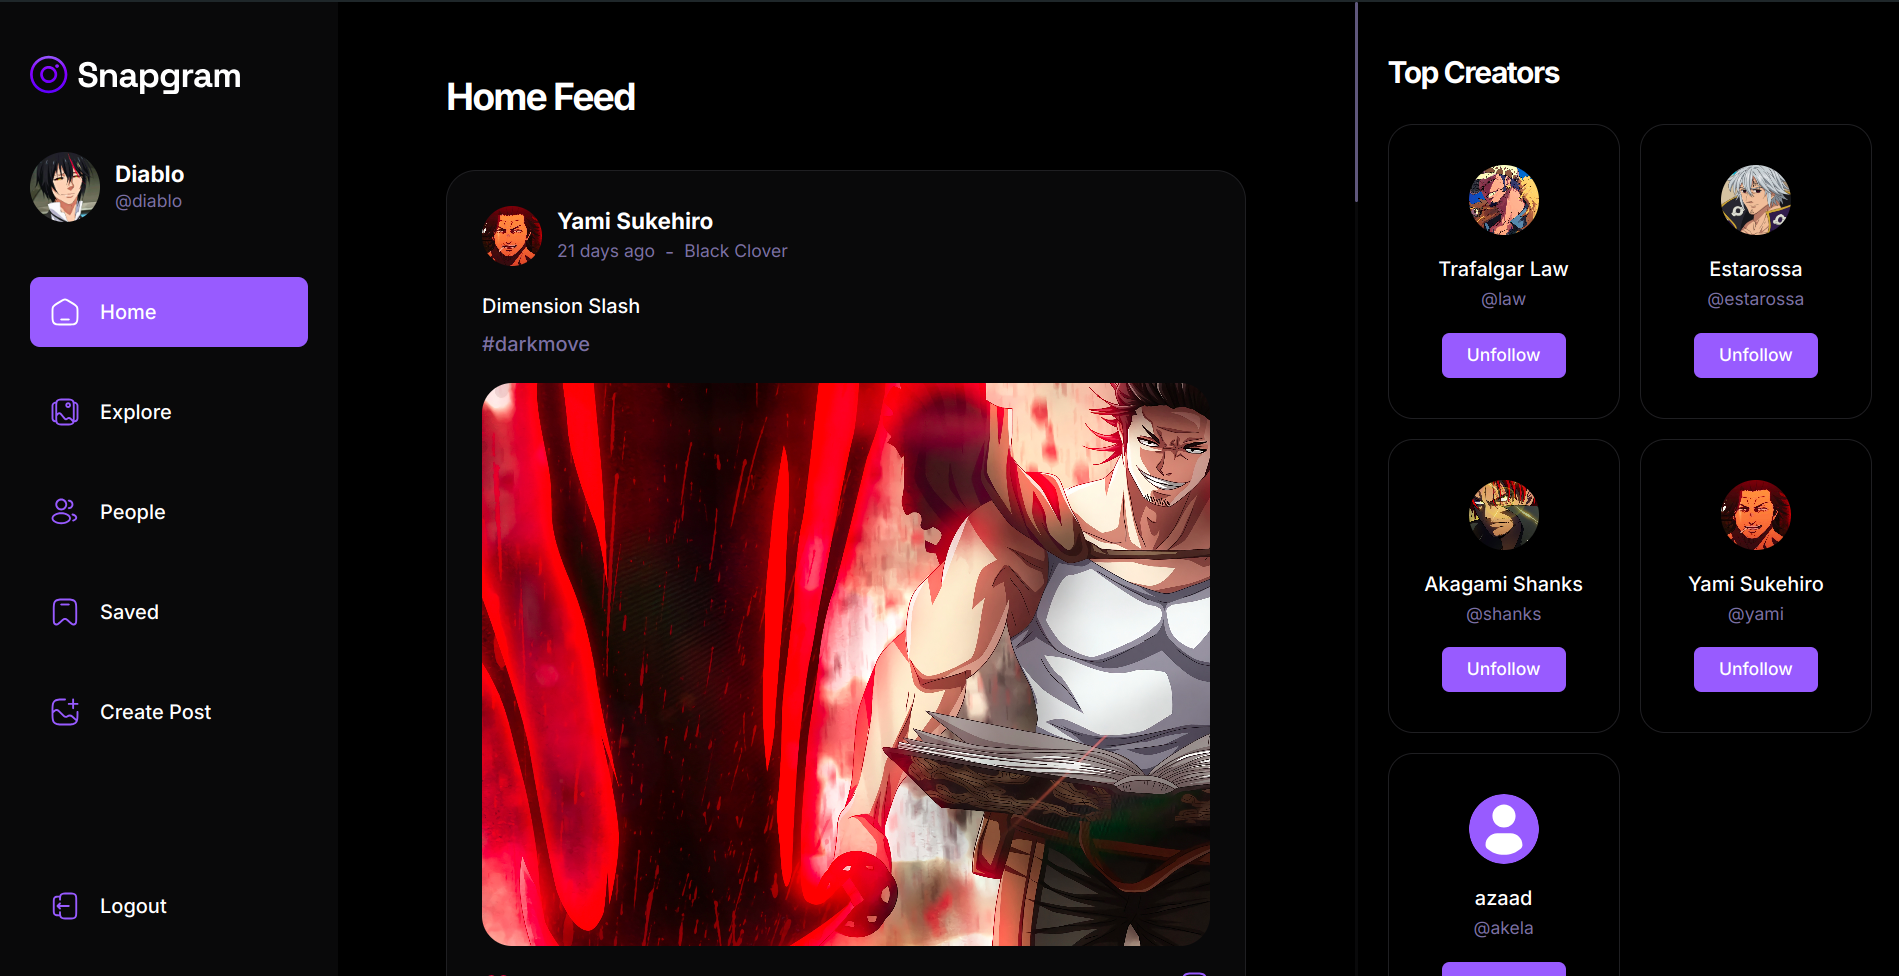 Snapgram
Diablo
@diablo
Home
Explore
People
Saved
Create Post
Logout
Home Feed
Yami Sukehiro
21 days ago - Black Clover
Dimension Slash
#darkmove
Top Creators
Trafalgar Law
@law
Unfollow
Estarossa
@estarossa
Unfollow
Akagami Shanks
@shanks
Unfollow
Yami Sukehiro
@yami
Unfollow
azaad
@akela